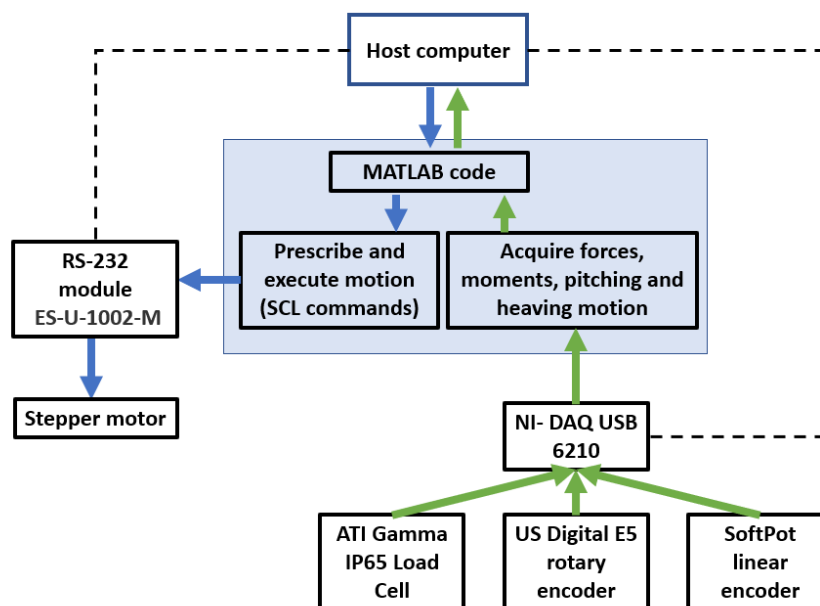 Host computer
MATLAB code
Prescribe and
execute motion
(SCL commands)
Acquire forces,
moments, pitching and
heaving motion
RS-232
module
ES-U-1002-M
Stepper motor
NI- DAQ USB
6210
ATI Gamma
IP65 Load
Cell
US Digital E5
rotary
encoder
SoftPot
linear
encoder